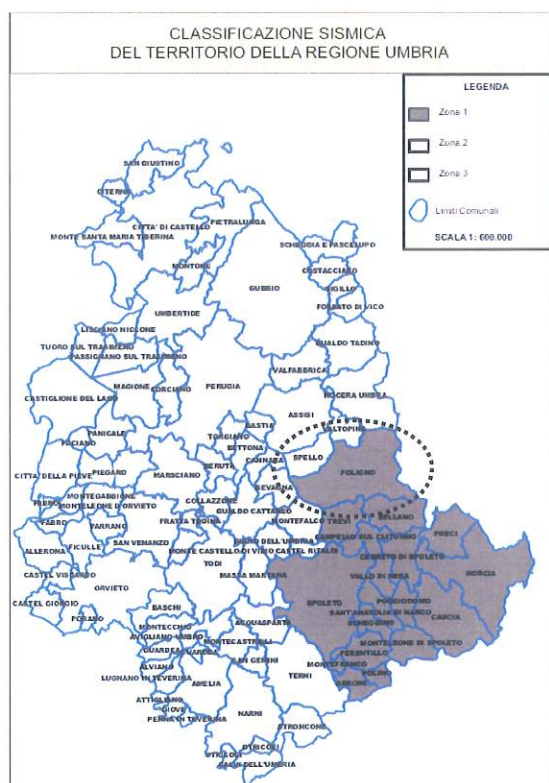 CLASSIFICAZIONE SISMICA
DEL TERRITORIO DELLA REGIONE UMBRIA
LEGENDA
Zona 1
Zona 2
Zona 3
Limiti Comunali
SCALA 1: 600.000
SAN GIUSTINO
CITERNA
CITTA' DI CASTELLO
PIETRALUNGA
MONTE SANTA MARIA TIBERINA
SCHEGGIA E PASCELUPO
MONTONE
COSTACCIARO
GUBBIO
SIGILLO
FOSSATO DI VICO
UMBERTIDE
LISCIANO NICCONE
TUORO SUL TRASIMENO
PASSIGNANO SUL TRASIMENO
GUALDO TADINO
VALFABBRICA
MAGIONE
CORCIANO
PERUGIA
NOCERA UMBRA
CASTIGLIONE DEL LAGO
ASSISI
BASTIA
VALTOPINA
PANICALE
TORGIANO
PACIANO
BETTONA
SPELLO
CANNARA
FOLIGNO
CITTA' DELLA PIEVE
PIEGARO
MARSCIANO
DERUTA
BEVAGNA
MONTEGABBIONE
COLLAZZONE
FABRO
MONTELEONE D'ORVIETO
GUALDO CATTANEO
SELLANO
FABRO
PARRANO
FRATTA TODINA
MONTEFALCO
TREVI
PRECI
ALLERONA
FICULLE
SAN VENANZO
GIANO DELL'UMBRIA
CAMPELLO SUL CLITUNNO
MONTE CASTELLO DI VIBIO
CASTEL RITALDI
CERRETO DI SPOLETO
TODI
CASTEL VISCARDO
MASSA MARTANA
VALLO DI NERA
NORCIA
ORVIETO
CASTEL GIORGIO
BASCHI
SPOLETO
POGGIODOMO
PORANO
MONTECCHIO
ACQUASPARTA
SANT'ANATOLIA DI NARCO
CASCIA
AVIGLIANO UMBRO
SCHEGGINO
MONTECASTRILLI
GUARDEA
GUARDEA
MONTELEONE DI SPOLETO
SAN GEMINI
FERENTILLO
ALVIANO
MONTEFRANCO
LUGNANO IN TEVERINA
AMELIA
TERNI
POLINO
ARRONE
ATTIGLIANO
GIOVE
NARNI
PENNA IN TEVERINA
STRONCONE
OTRICOLI
OTRICOLI
CALVI DELL'UMBRIA